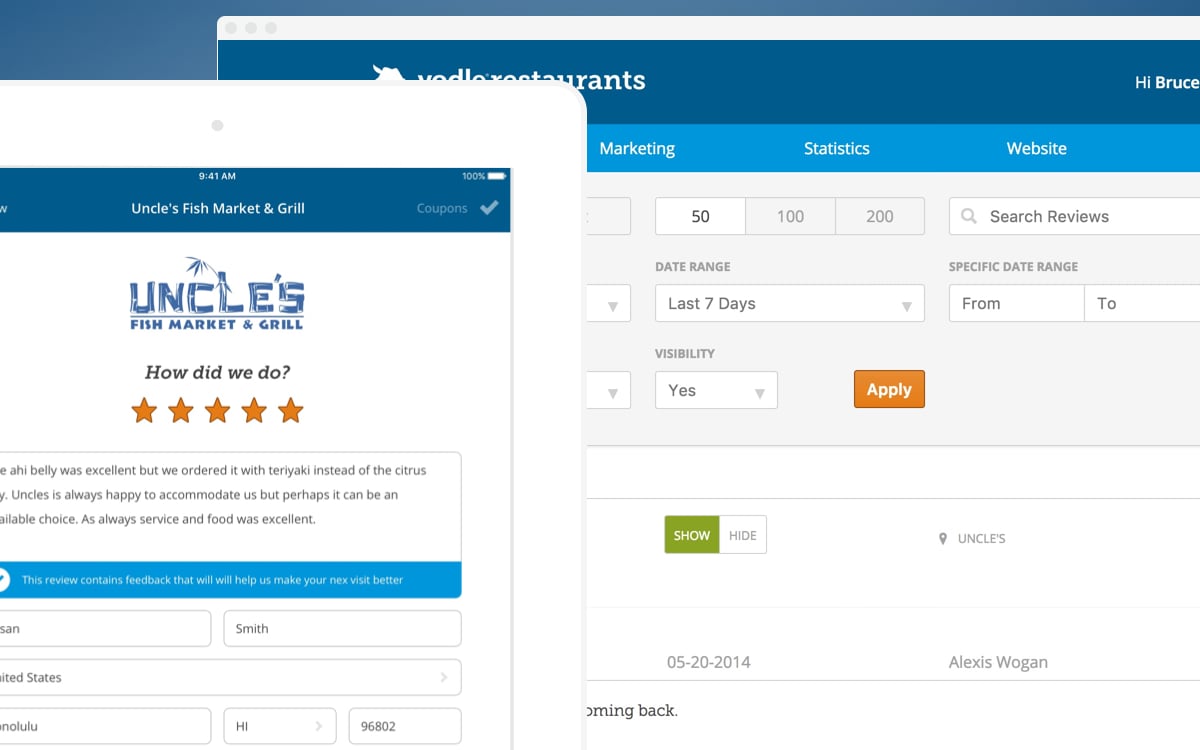 yodle restaurants
Hi Bruce
Marketing
Statistics
Website
50
100
200
Search Reviews
DATE RANGE
SPECIFIC DATE RANGE
Last 7 Days
From
To
VISIBILITY
Yes
Apply
SHOW
HIDE
UNCLE'S
05-20-2014
Alexis Wogan
oming back.
9:41 AM
100%
w
Uncle's Fish Market & Grill
Coupons
UNCLE'S
FISH MARKET & GRILL
How did we do?
e ahi belly was excellent but we ordered it with teriyaki instead of the citrus
y. Uncles is always happy to accommodate us but perhaps it can be an
ailable choice. As always service and food was excellent.
This review contains feedback that will will help us make your nex visit better
san
Smith
ited States
nolulu
HI
96802